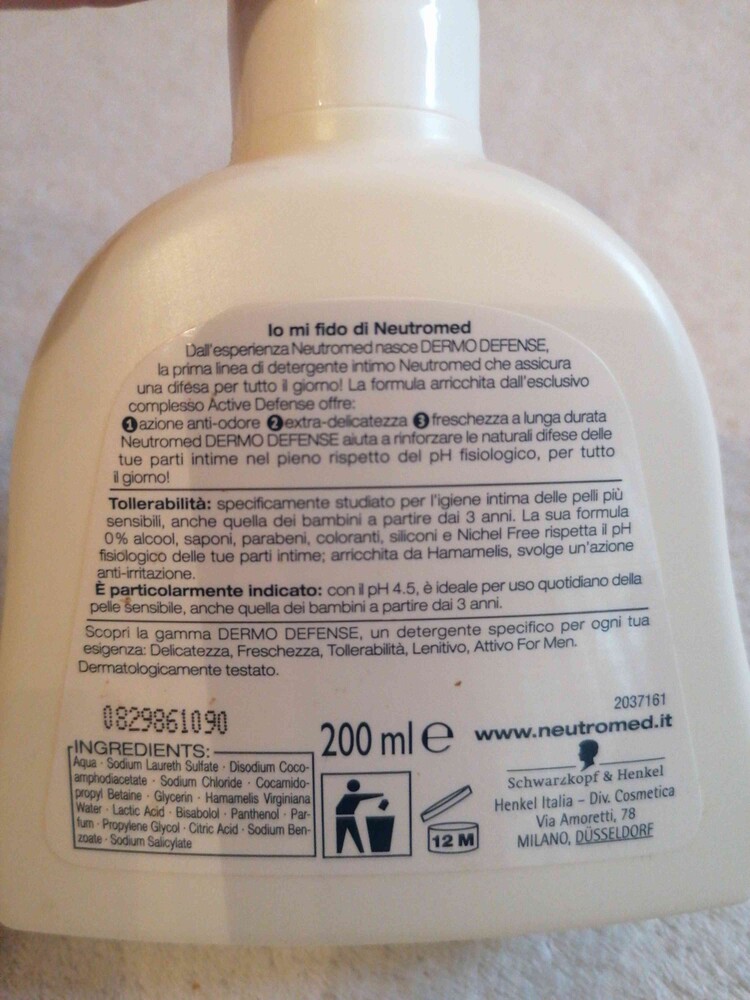 Io mi fido di Neutromed
Dall'esperienza Neutromed nasce DERMO DEFENSE,
la prima linea di detergente intimo Neutromed che assicura
una difesa per tutto il giorno! La formula arricchita dall'esclusivo
complesso Active Defense offre:
❶ azione anti-odore ❷ extra-delicatezza ❸ freschezza a lunga durata
Neutromed DERMO DEFENSE aiuta a rinforzare le naturali difese delle
tue parti intime nel pieno rispetto del pH fisiologico, per tutto
il giorno!
Tollerabilità: specificamente studiato per l'igiene intima delle pelli più
sensibili, anche quella dei bambini a partire dai 3 anni. La sua formula
0% alcool, saponi, parabeni, coloranti, siliconi e Nichel Free rispetta il pH
fisiologico delle tue parti intime; arricchita da Hamamelis, svolge un'azione
anti-irritazione.
È particolarmente indicato: con il pH 4.5, è ideale per uso quotidiano della
pelle sensibile, anche quella dei bambini a partire dai 3 anni.
Scopri la gamma DERMO DEFENSE, un detergente specifico per ogni tua
esigenza: Delicatezza, Freschezza, Tollerabilità, Lenitivo, Attivo For Men.
Dermatologicamente testato.
0829861090
INGREDIENTS:
Aqua · Sodium Laureth Sulfate · Disodium Coco-
amphodiacetate · Sodium Chloride · Cocamido-
propyl Betaine · Glycerin · Hamamelis Virginiana
Water · Lactic Acid · Bisabolol · Panthenol · Par-
fum · Propylene Glycol · Citric Acid · Sodium Ben-
zoate · Sodium Salicylate
200 ml ℮
12 M
2037161
www.neutromed.it
Schwarzkopf & Henkel
Henkel Italia - Div. Cosmetica
Via Amoretti, 78
MILANO, DÜSSELDORF